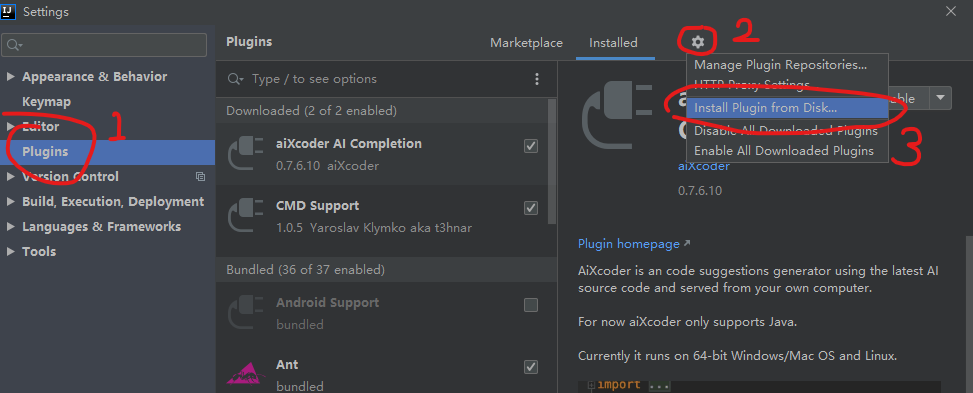 IJ
Settings
Appearance & Behavior
Keymap
Editor
Plugins
Version Control
Build, Execution, Deployment
Languages & Frameworks
Tools
1
Plugins
Marketplace
Installed
2
Type / to see options
Downloaded (2 of 2 enabled)
aiXcoder AI Completion
0.7.6.10 aiXcoder
CMD Support
1.0.5 Yaroslav Klymko aka t3hnar
Bundled (36 of 37 enabled)
Android Support
bundled
Ant
bundled
Manage Plugin Repositories...
HTTP Proxy Settings...
Install Plugin from Disk...
Disable All Downloaded Plugins
Enable All Downloaded Plugins
3
aiXcoder
0.7.6.10
Plugin homepage
AiXcoder is an code suggestions generator using the latest AI
source code and served from your own computer.
For now aiXcoder only supports Java.
Currently it runs on 64-bit Windows/Mac OS and Linux.
import ...